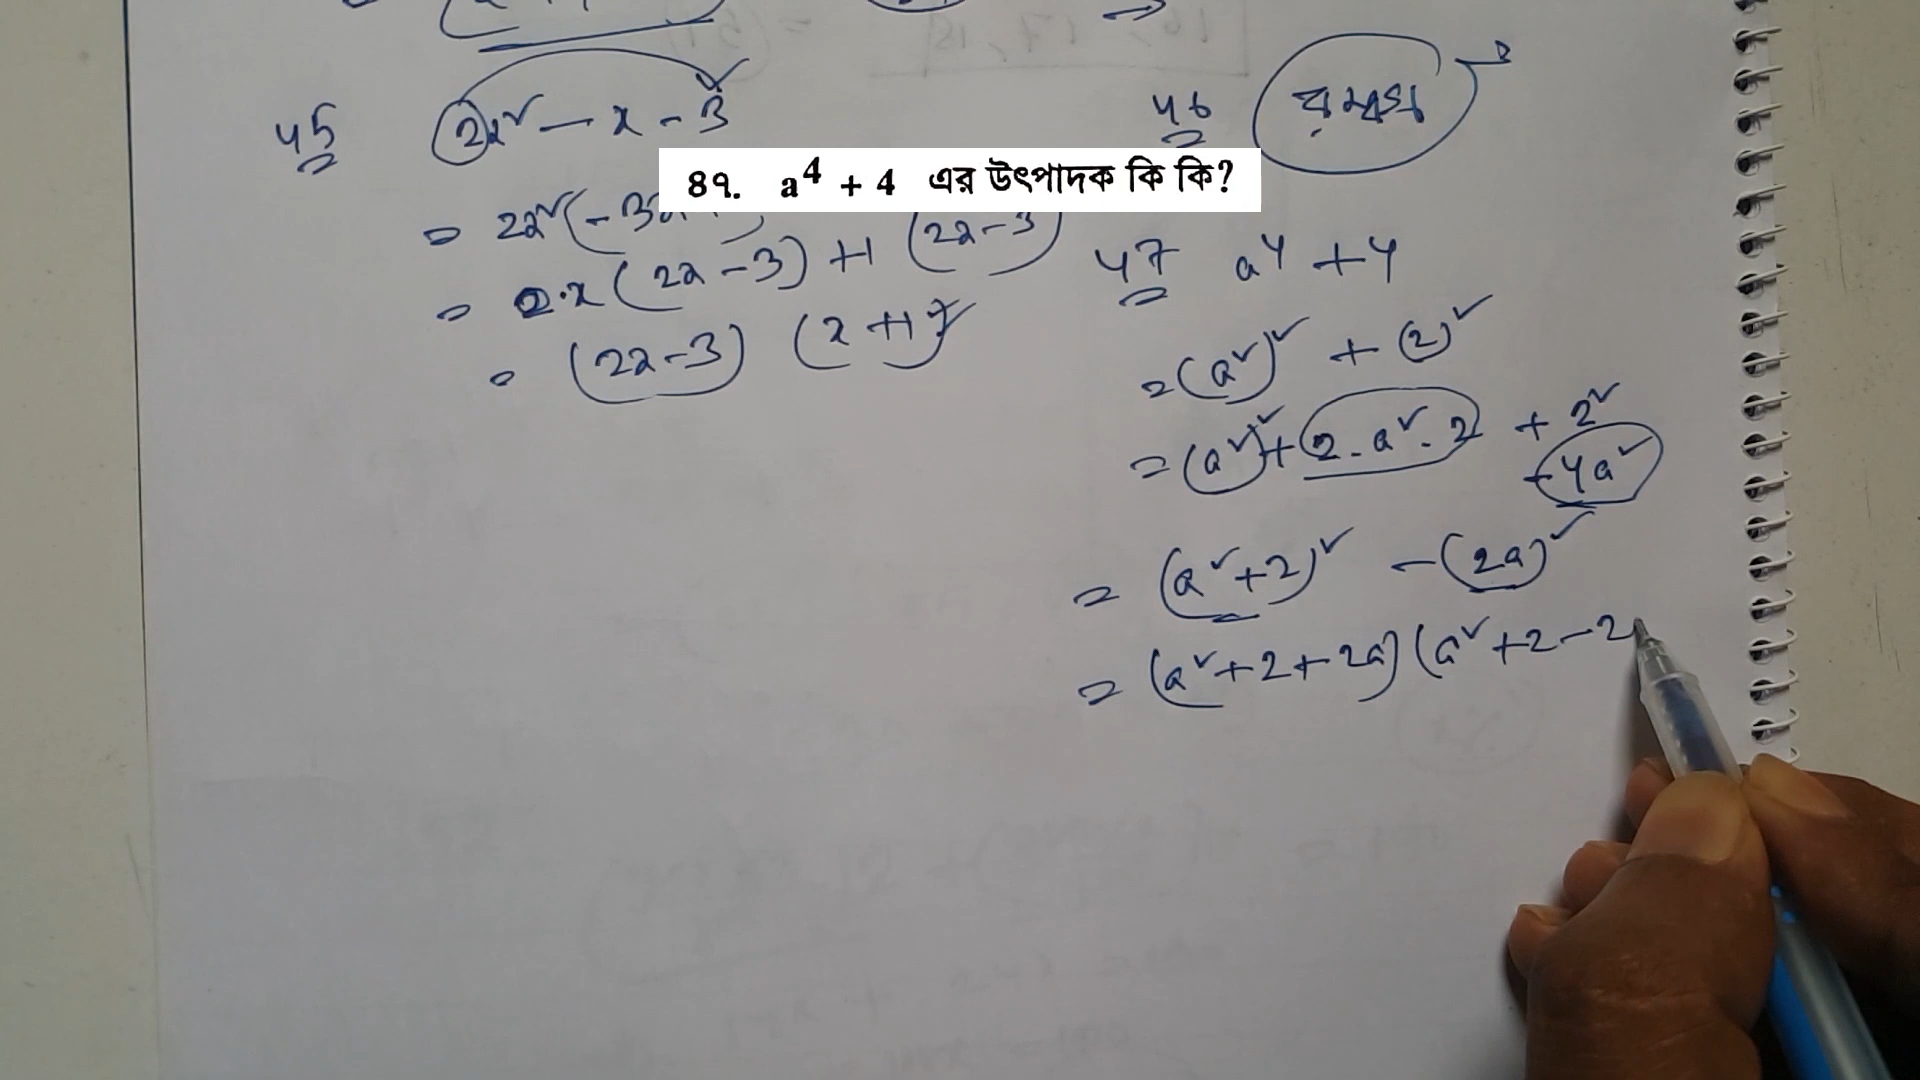 45 2x² - x - 3
= 2x² - 3x
= x (2x - 3) + 1 (2x - 3)
= (2x - 3) (x + 1)
46 রম্বস
৪৭. a⁴ + 4 এর উৎপাদক কি কি?
47 a⁴ + 4
= (a²)² + (2)²
= (a²)² + 2 . a² . 2 + 2²
- 4a²
= (a² + 2)² - (2a)²
= (a² + 2 + 2a) (a² + 2 - 2